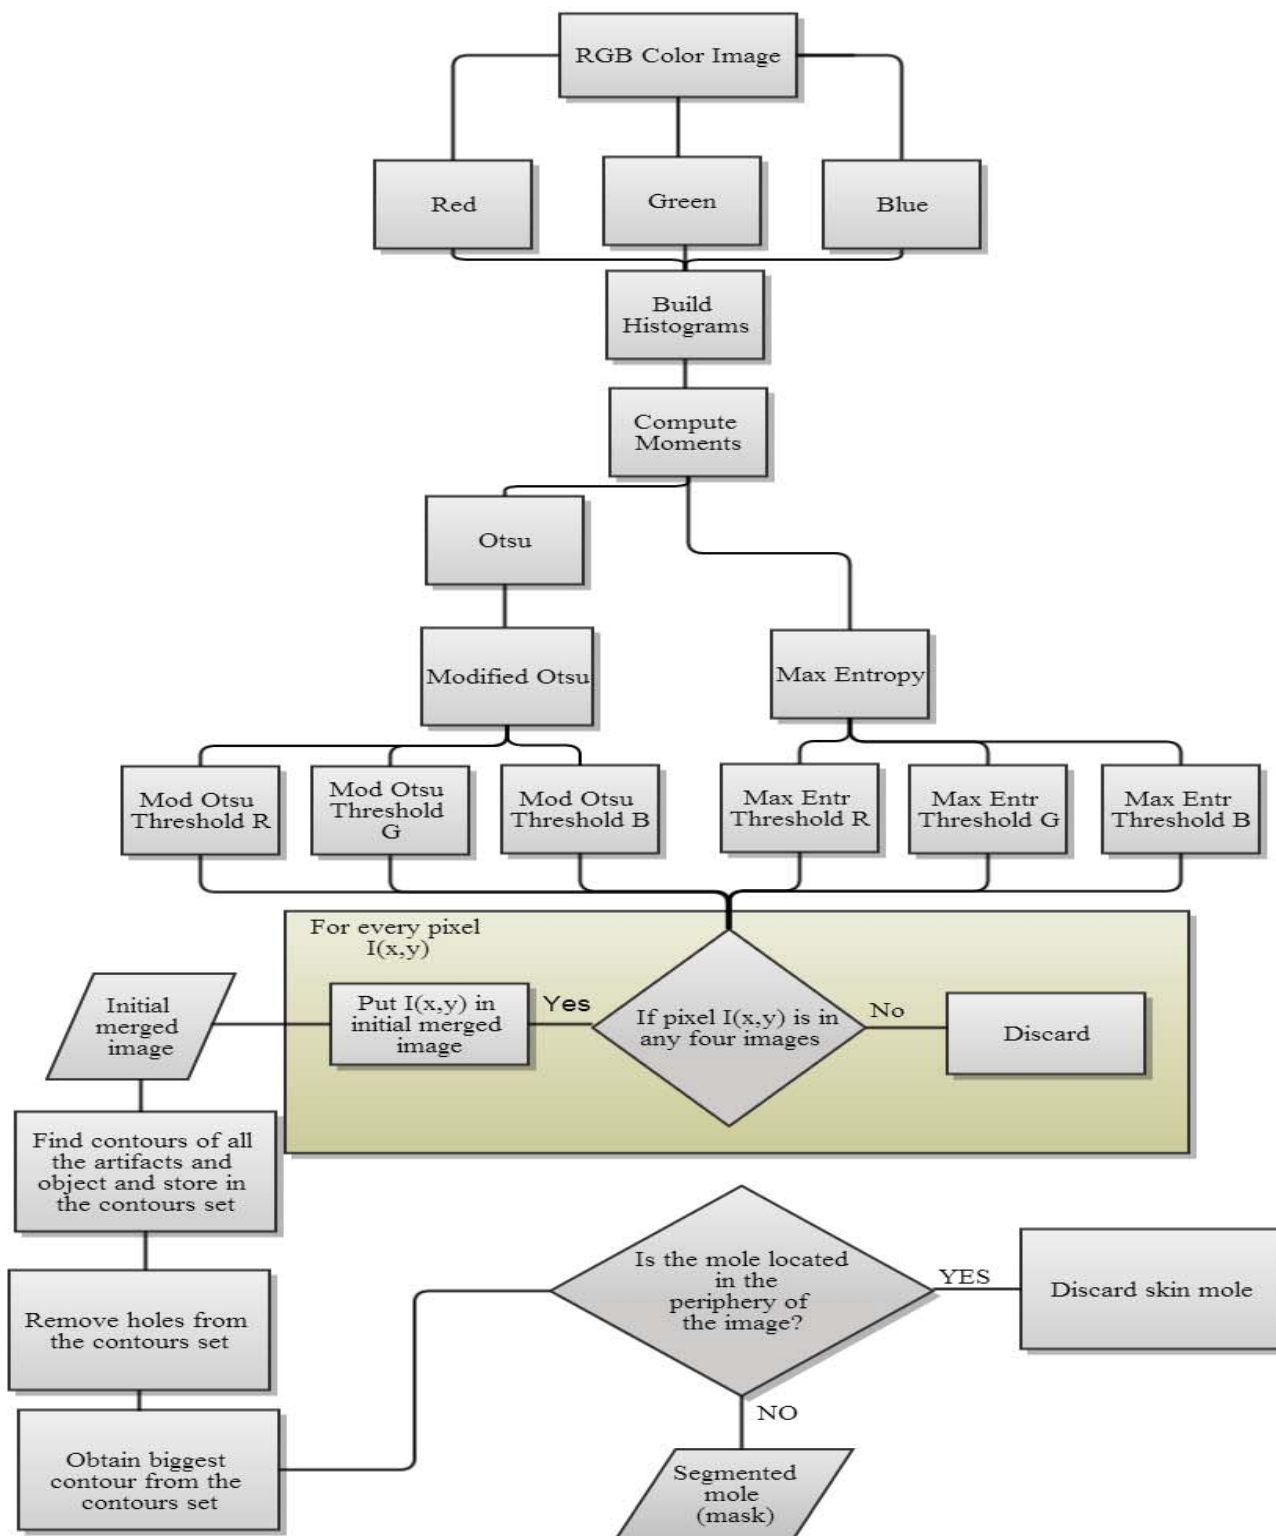 RGB Color Image
Red
Green
Blue
Build
Histograms
Compute
Moments
Otsu
Modified Otsu
Max Entropy
Mod Otsu
Threshold R
Mod Otsu
Threshold
G
Mod Otsu
Threshold B
Max Entr
Threshold R
Max Entr
Threshold G
Max Entr
Threshold B
For every pixel
I(x,y)
Initial
merged
image
Put I(x,y) in
initial merged
image
Yes
If pixel I(x,y) is in
any four images
No
Discard
Find contours of all
the artifacts and
object and store in
the contours set
Remove holes from
the contours set
Obtain biggest
contour from the
contours set
Is the mole located
in the
periphery of
the image?
YES
Discard skin mole
NO
Segmented
mole
(mask)